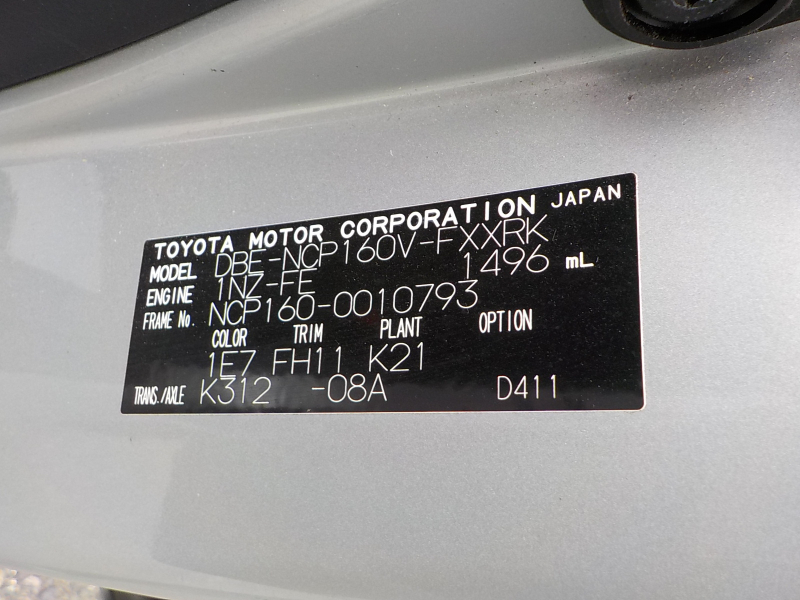 TOYOTA MOTOR CORPORATION JAPAN
MODEL DBE-NCP160V-FXXRK
ENGINE 1NZ-FE 1496 mL
FRAME No. NCP160-0010793
COLOR TRIM PLANT OPTION
1E7 FH11 K21
TRANS./AXLE K312 -08A D411